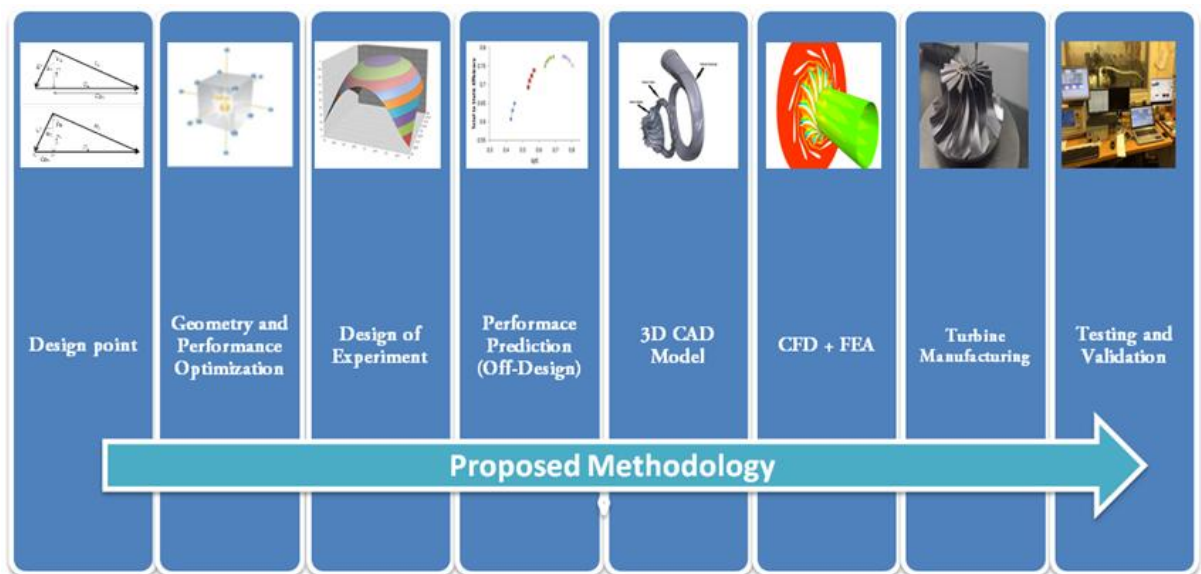 Design point
Geometry and
Performance
Optimization
Design of
Experiment
Performace
Prediction
(Off-Design)
3D CAD
Model
CFD + FEA
Turbine
Manufacturing
Testing and
Validation
Proposed Methodology